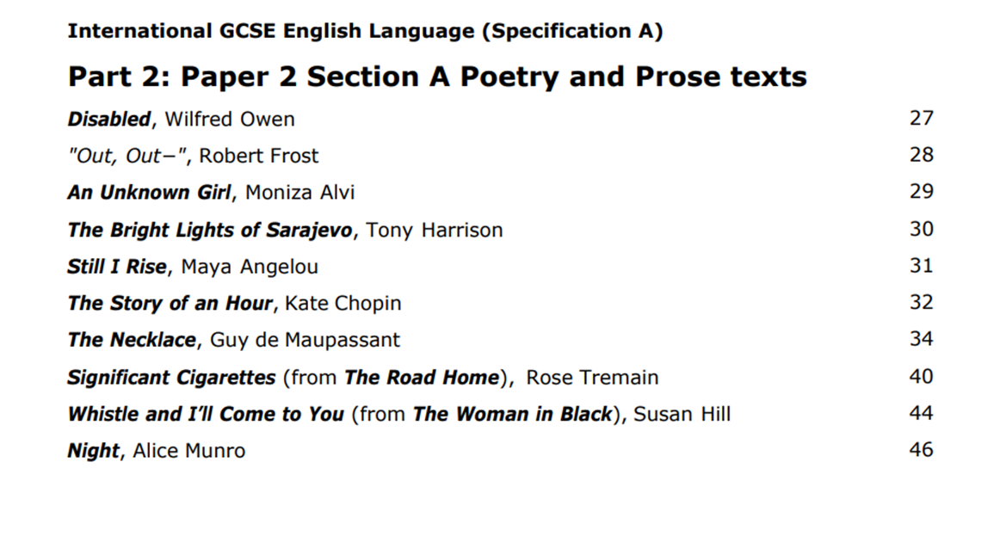 International GCSE English Language (Specification A)
Part 2: Paper 2 Section A Poetry and Prose texts
Disabled, Wilfred Owen 27
"Out, Out−", Robert Frost 28
An Unknown Girl, Moniza Alvi 29
The Bright Lights of Sarajevo, Tony Harrison 30
Still I Rise, Maya Angelou 31
The Story of an Hour, Kate Chopin 32
The Necklace, Guy de Maupassant 34
Significant Cigarettes (from The Road Home), Rose Tremain 40
Whistle and I’ll Come to You (from The Woman in Black), Susan Hill 44
Night, Alice Munro 46